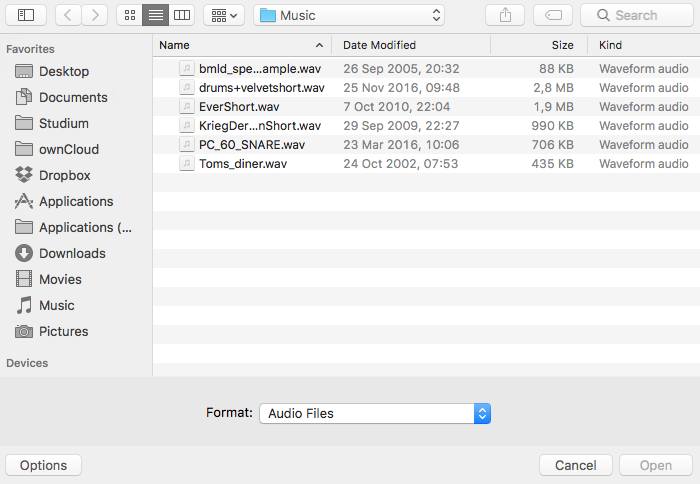 Music
Search
Favorites
Desktop
Documents
Studium
ownCloud
Dropbox
Applications
Applications (...
Downloads
Movies
Music
Pictures
Devices
Name Date Modified Size Kind
bmld_spe...ample.wav 26 Sep 2005, 20:32 88 KB Waveform audio
drums+velvetshort.wav 25 Nov 2016, 09:48 2,8 MB Waveform audio
EverShort.wav 7 Oct 2010, 22:04 1,9 MB Waveform audio
KriegDer...nShort.wav 29 Sep 2009, 22:27 990 KB Waveform audio
PC_60_SNARE.wav 23 Mar 2016, 10:06 706 KB Waveform audio
Toms_diner.wav 24 Oct 2002, 07:53 435 KB Waveform audio
Format: Audio Files
Options Cancel Open